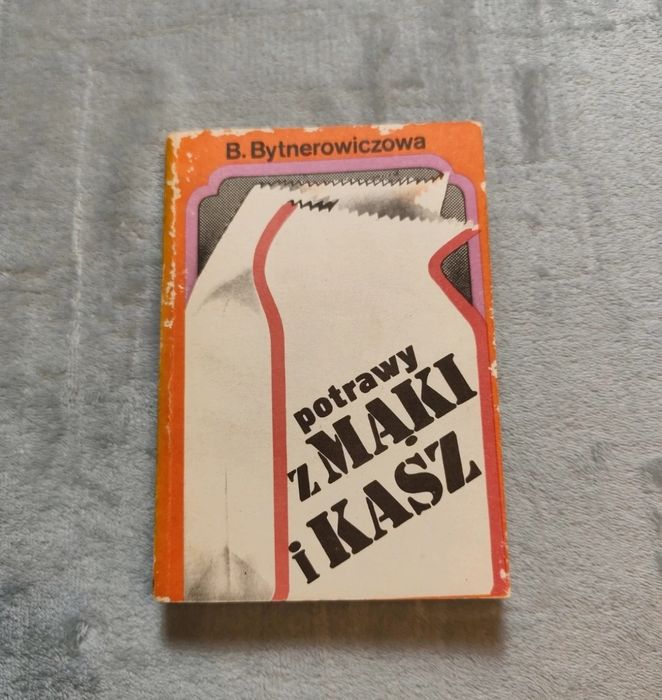 B. Bytnerowiczowa
potrawy
z MĄKI
i KASZ